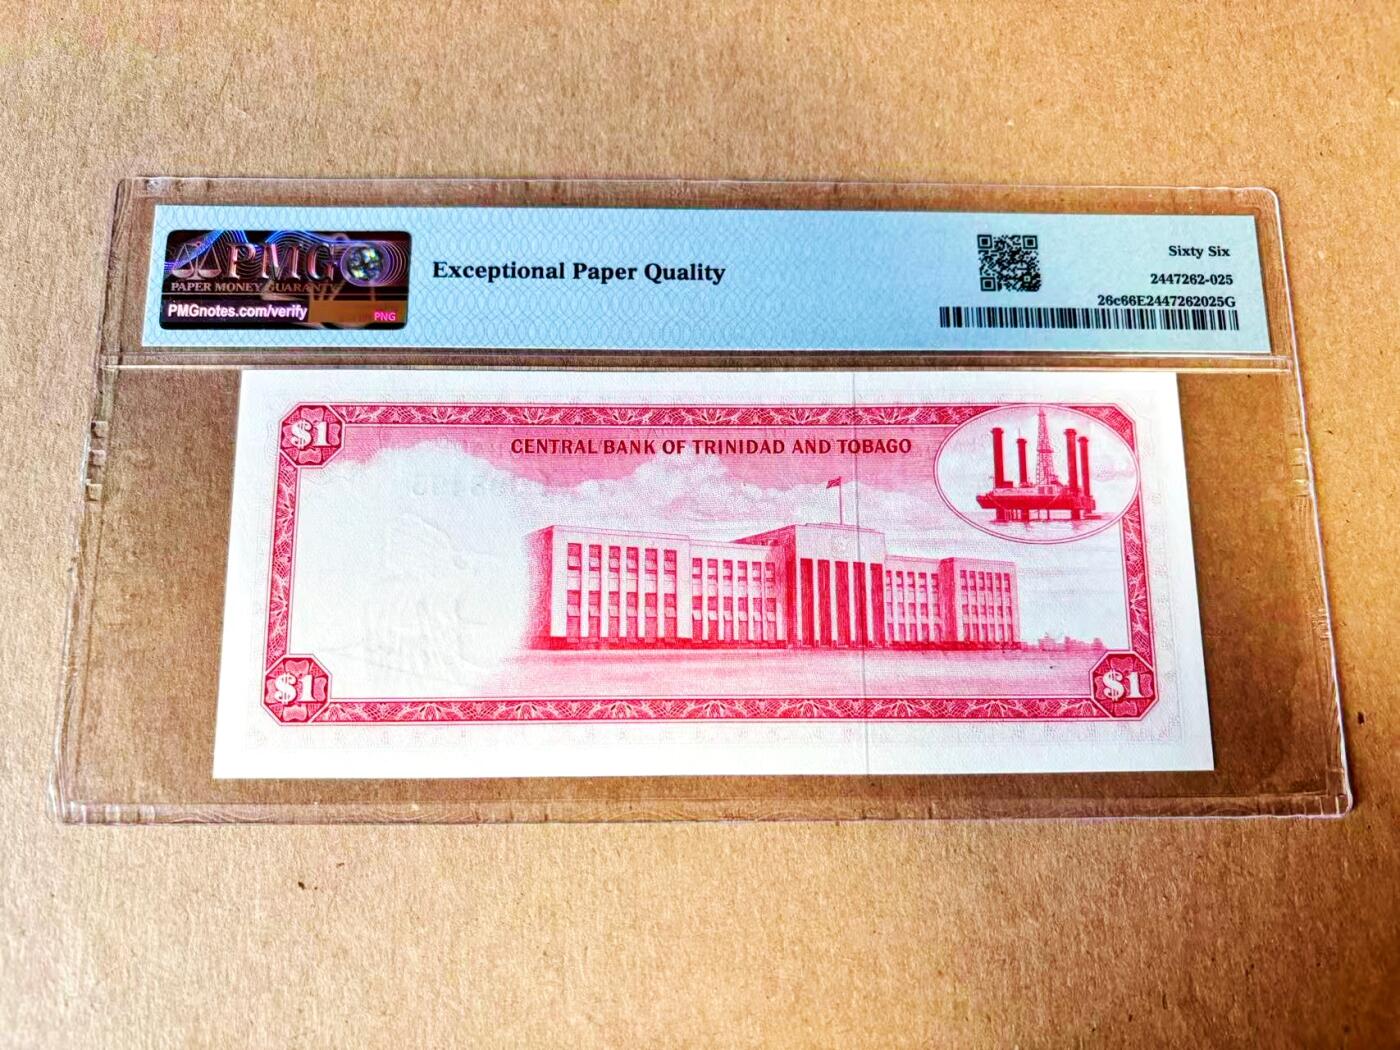 PMG
PAPER MONEY GUARANTY
PMGnotes.com/verify
PNG
Exceptional Paper Quality
Sixty Six
2447262-025
26c66E2447262025G
$1
CENTRAL BANK OF TRINIDAD AND TOBAGO
$1
$1